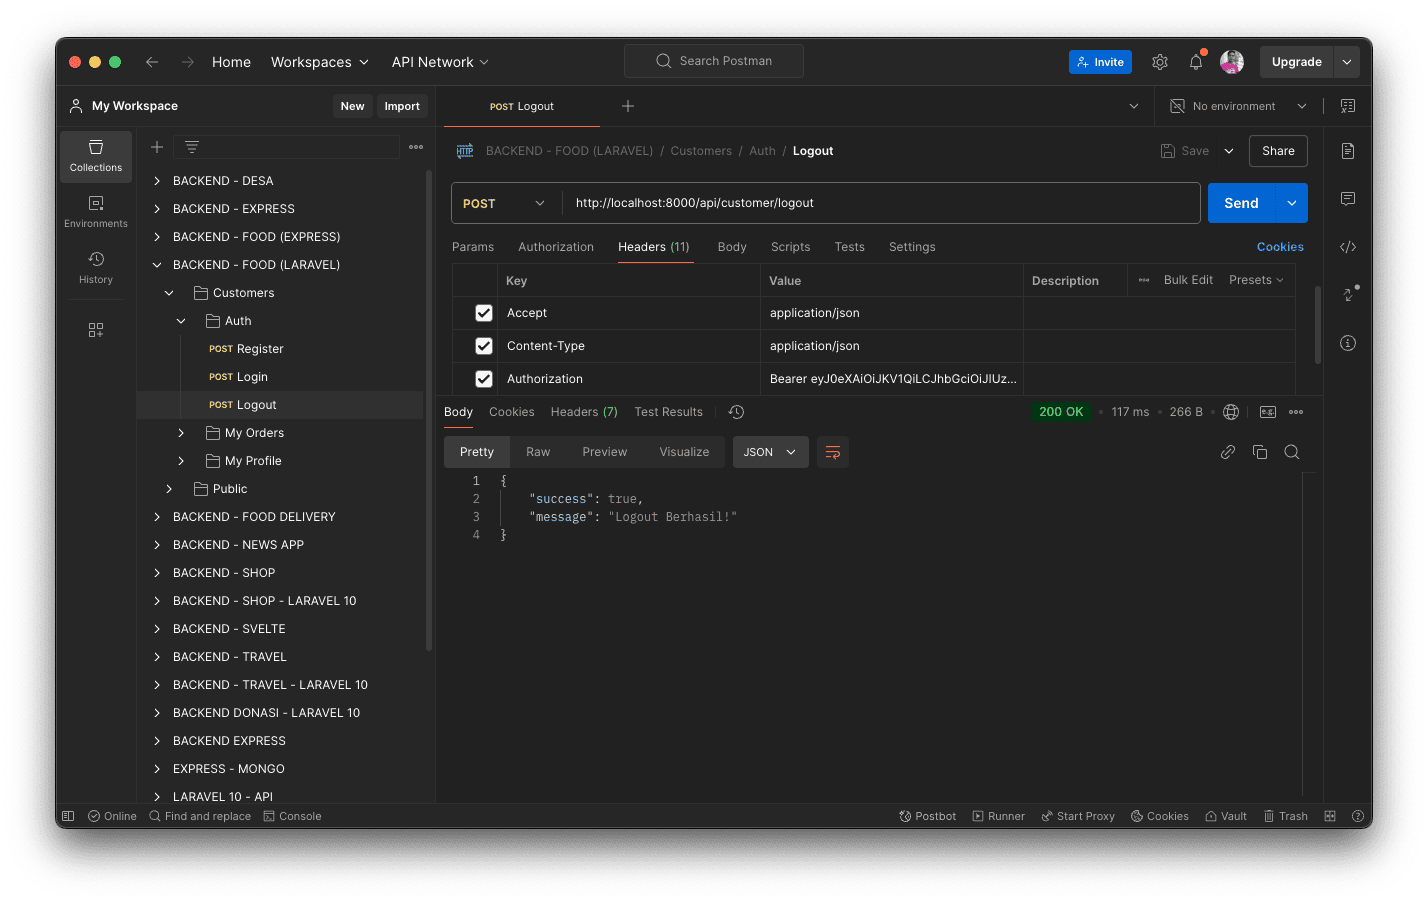 Home Workspaces API Network Search Postman Invite Upgrade
My Workspace New Import POST Logout No environment
Collections
Environments
History
BACKEND - DESA
BACKEND - EXPRESS
BACKEND - FOOD (EXPRESS)
BACKEND - FOOD (LARAVEL)
Customers
Auth
POST Register
POST Login
POST Logout
My Orders
My Profile
Public
BACKEND - FOOD DELIVERY
BACKEND - NEWS APP
BACKEND - SHOP
BACKEND - SHOP - LARAVEL 10
BACKEND - SVELTE
BACKEND - TRAVEL
BACKEND - TRAVEL - LARAVEL 10
BACKEND DONASI - LARAVEL 10
BACKEND EXPRESS
EXPRESS - MONGO
LARAVEL 10 - API
HTTP BACKEND - FOOD (LARAVEL) / Customers / Auth / Logout Save Share
POST http://localhost:8000/api/customer/logout Send
Params Authorization Headers (11) Body Scripts Tests Settings Cookies
Key Value Description Bulk Edit Presets
Accept application/json
Content-Type application/json
Authorization Bearer eyJ0eXAiOiJKV1QiLCJhbGciOiJIUz...
Body Cookies Headers (7) Test Results 200 OK • 117 ms • 266 B • e.g.
Pretty Raw Preview Visualize JSON
1 {
2 "success": true,
3 "message": "Logout Berhasil!"
4 }
Online Find and replace Console Postbot Runner Start Proxy Cookies Vault Trash